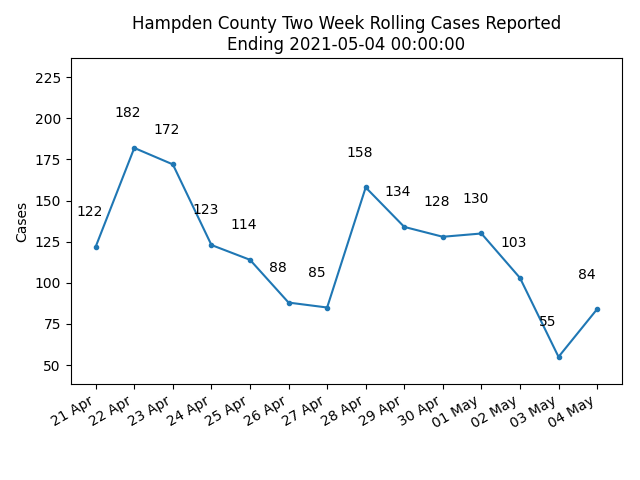 Hampden County Two Week Rolling Cases Reported
Ending 2021-05-04 00:00:00
Cases
225
200
175
150
125
100
75
50
122
182
172
123
114
88
85
158
134
128
130
103
55
84
21 Apr
22 Apr
23 Apr
24 Apr
25 Apr
26 Apr
27 Apr
28 Apr
29 Apr
30 Apr
01 May
02 May
03 May
04 May